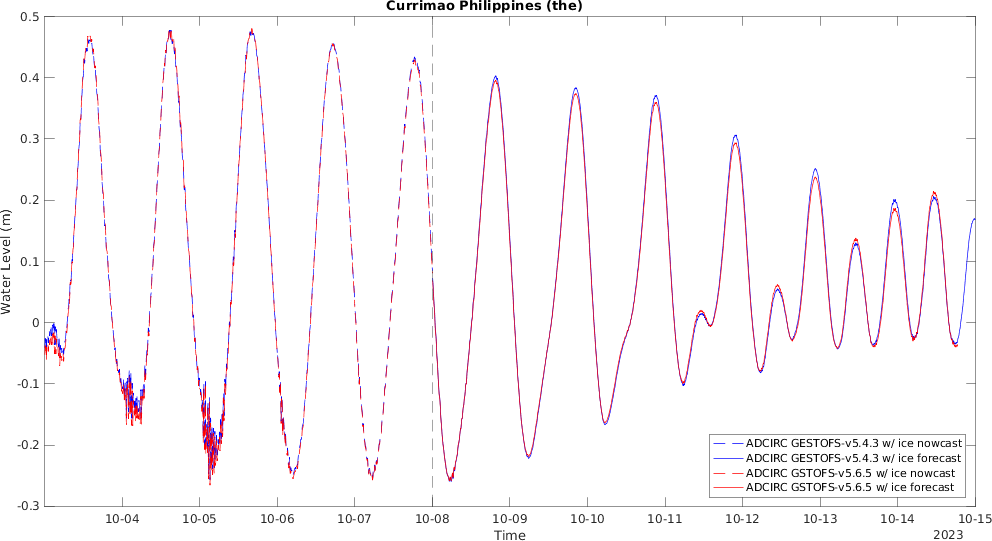 Currimao Philippines (the)
0.5
0.4
0.3
0.2
0.1
0
-0.1
-0.2
-0.3
Water Level (m)
ADCIRC GESTOFS-v5.4.3 w/ ice nowcast
ADCIRC GESTOFS-v5.4.3 w/ ice forecast
ADCIRC GSTOFS-v5.6.5 w/ ice nowcast
ADCIRC GSTOFS-v5.6.5 w/ ice forecast
10-04 10-05 10-06 10-07 10-08 10-09 10-10 10-11 10-12 10-13 10-14 10-15
Time
2023